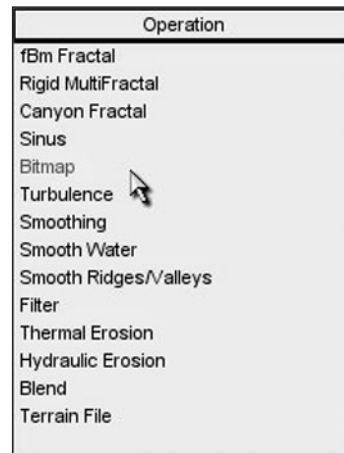 Operation
fBm Fractal
Rigid MultiFractal
Canyon Fractal
Sinus
Bitmap
Turbulence
Smoothing
Smooth Water
Smooth Ridges/Valleys
Filter
Thermal Erosion
Hydraulic Erosion
Blend
Terrain File